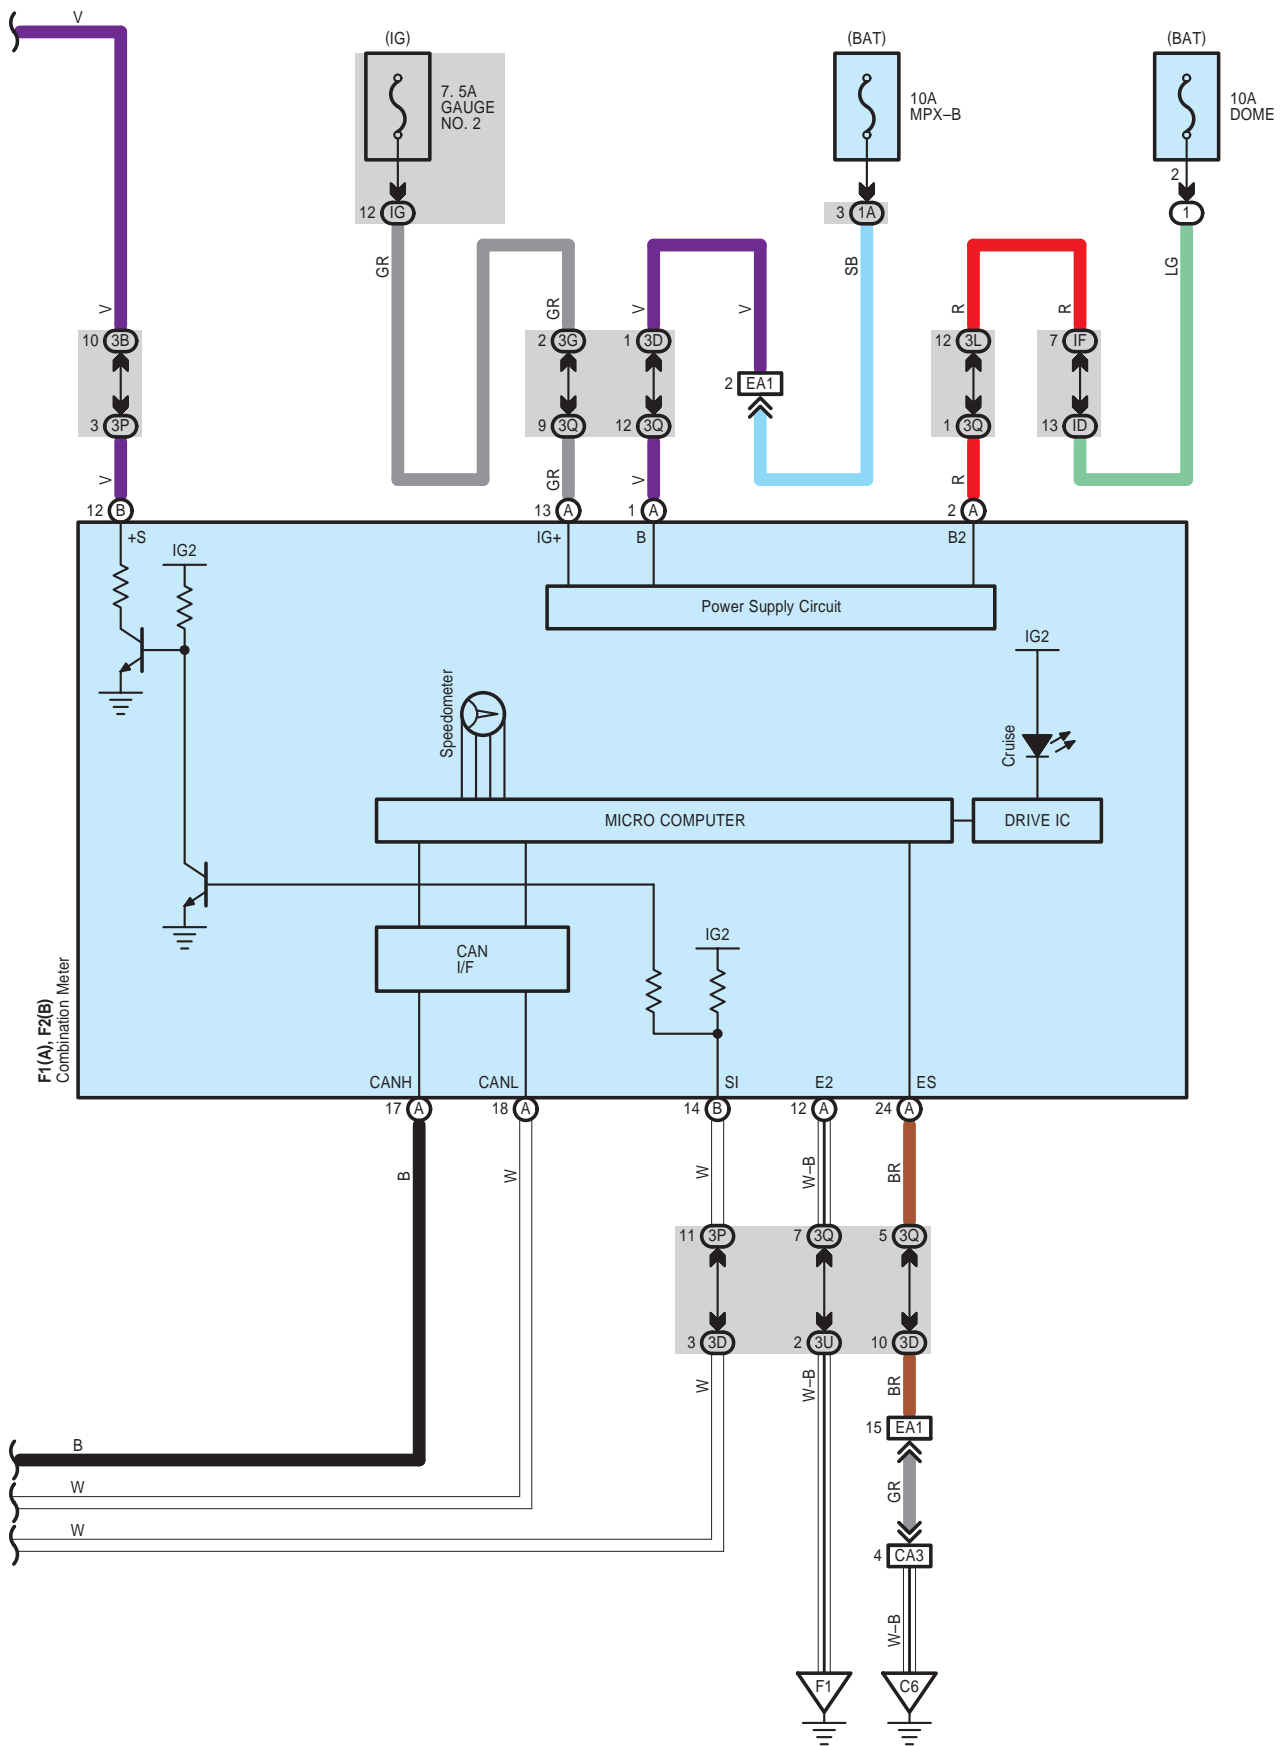 V
(IG)
(BAT)
(BAT)
7. 5A
GAUGE
NO. 2
10A
MPX–B
10A
DOME
2
12 IG
3 1A
1
GR
SB
LG
V
GR
V
V
R
R
10 3B
2 3G
1 3D
12 3L
7 IF
2 EA1
3 3P
9 3Q
12 3Q
1 3Q
13 ID
V
GR
V
R
12 B
13 A
1 A
2 A
+S
IG+
B
B2
IG2
Power Supply Circuit
IG2
Speedometer
Cruise
MICRO COMPUTER
DRIVE IC
IG2
CAN
I/F
F1(A), F2(B)
Combination Meter
CANH
CANL
SI
E2
ES
17 A
18 A
14 B
12 A
24 A
B
W
W
W–B
BR
11 3P
7 3Q
5 3Q
3 3D
2 3U
10 3D
W
W–B
BR
15 EA1
B
W
GR
W
4 CA3
W–B
F1
C6